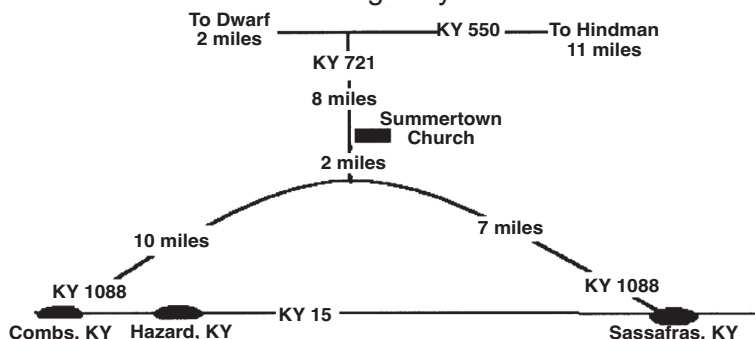 To Dwarf
2 miles
KY 550
To Hindman
11 miles
KY 721
8 miles
Summertown
Church
2 miles
10 miles
7 miles
KY 1088
KY 1088
KY 15
Combs, KY
Hazard, KY
Sassafras, KY